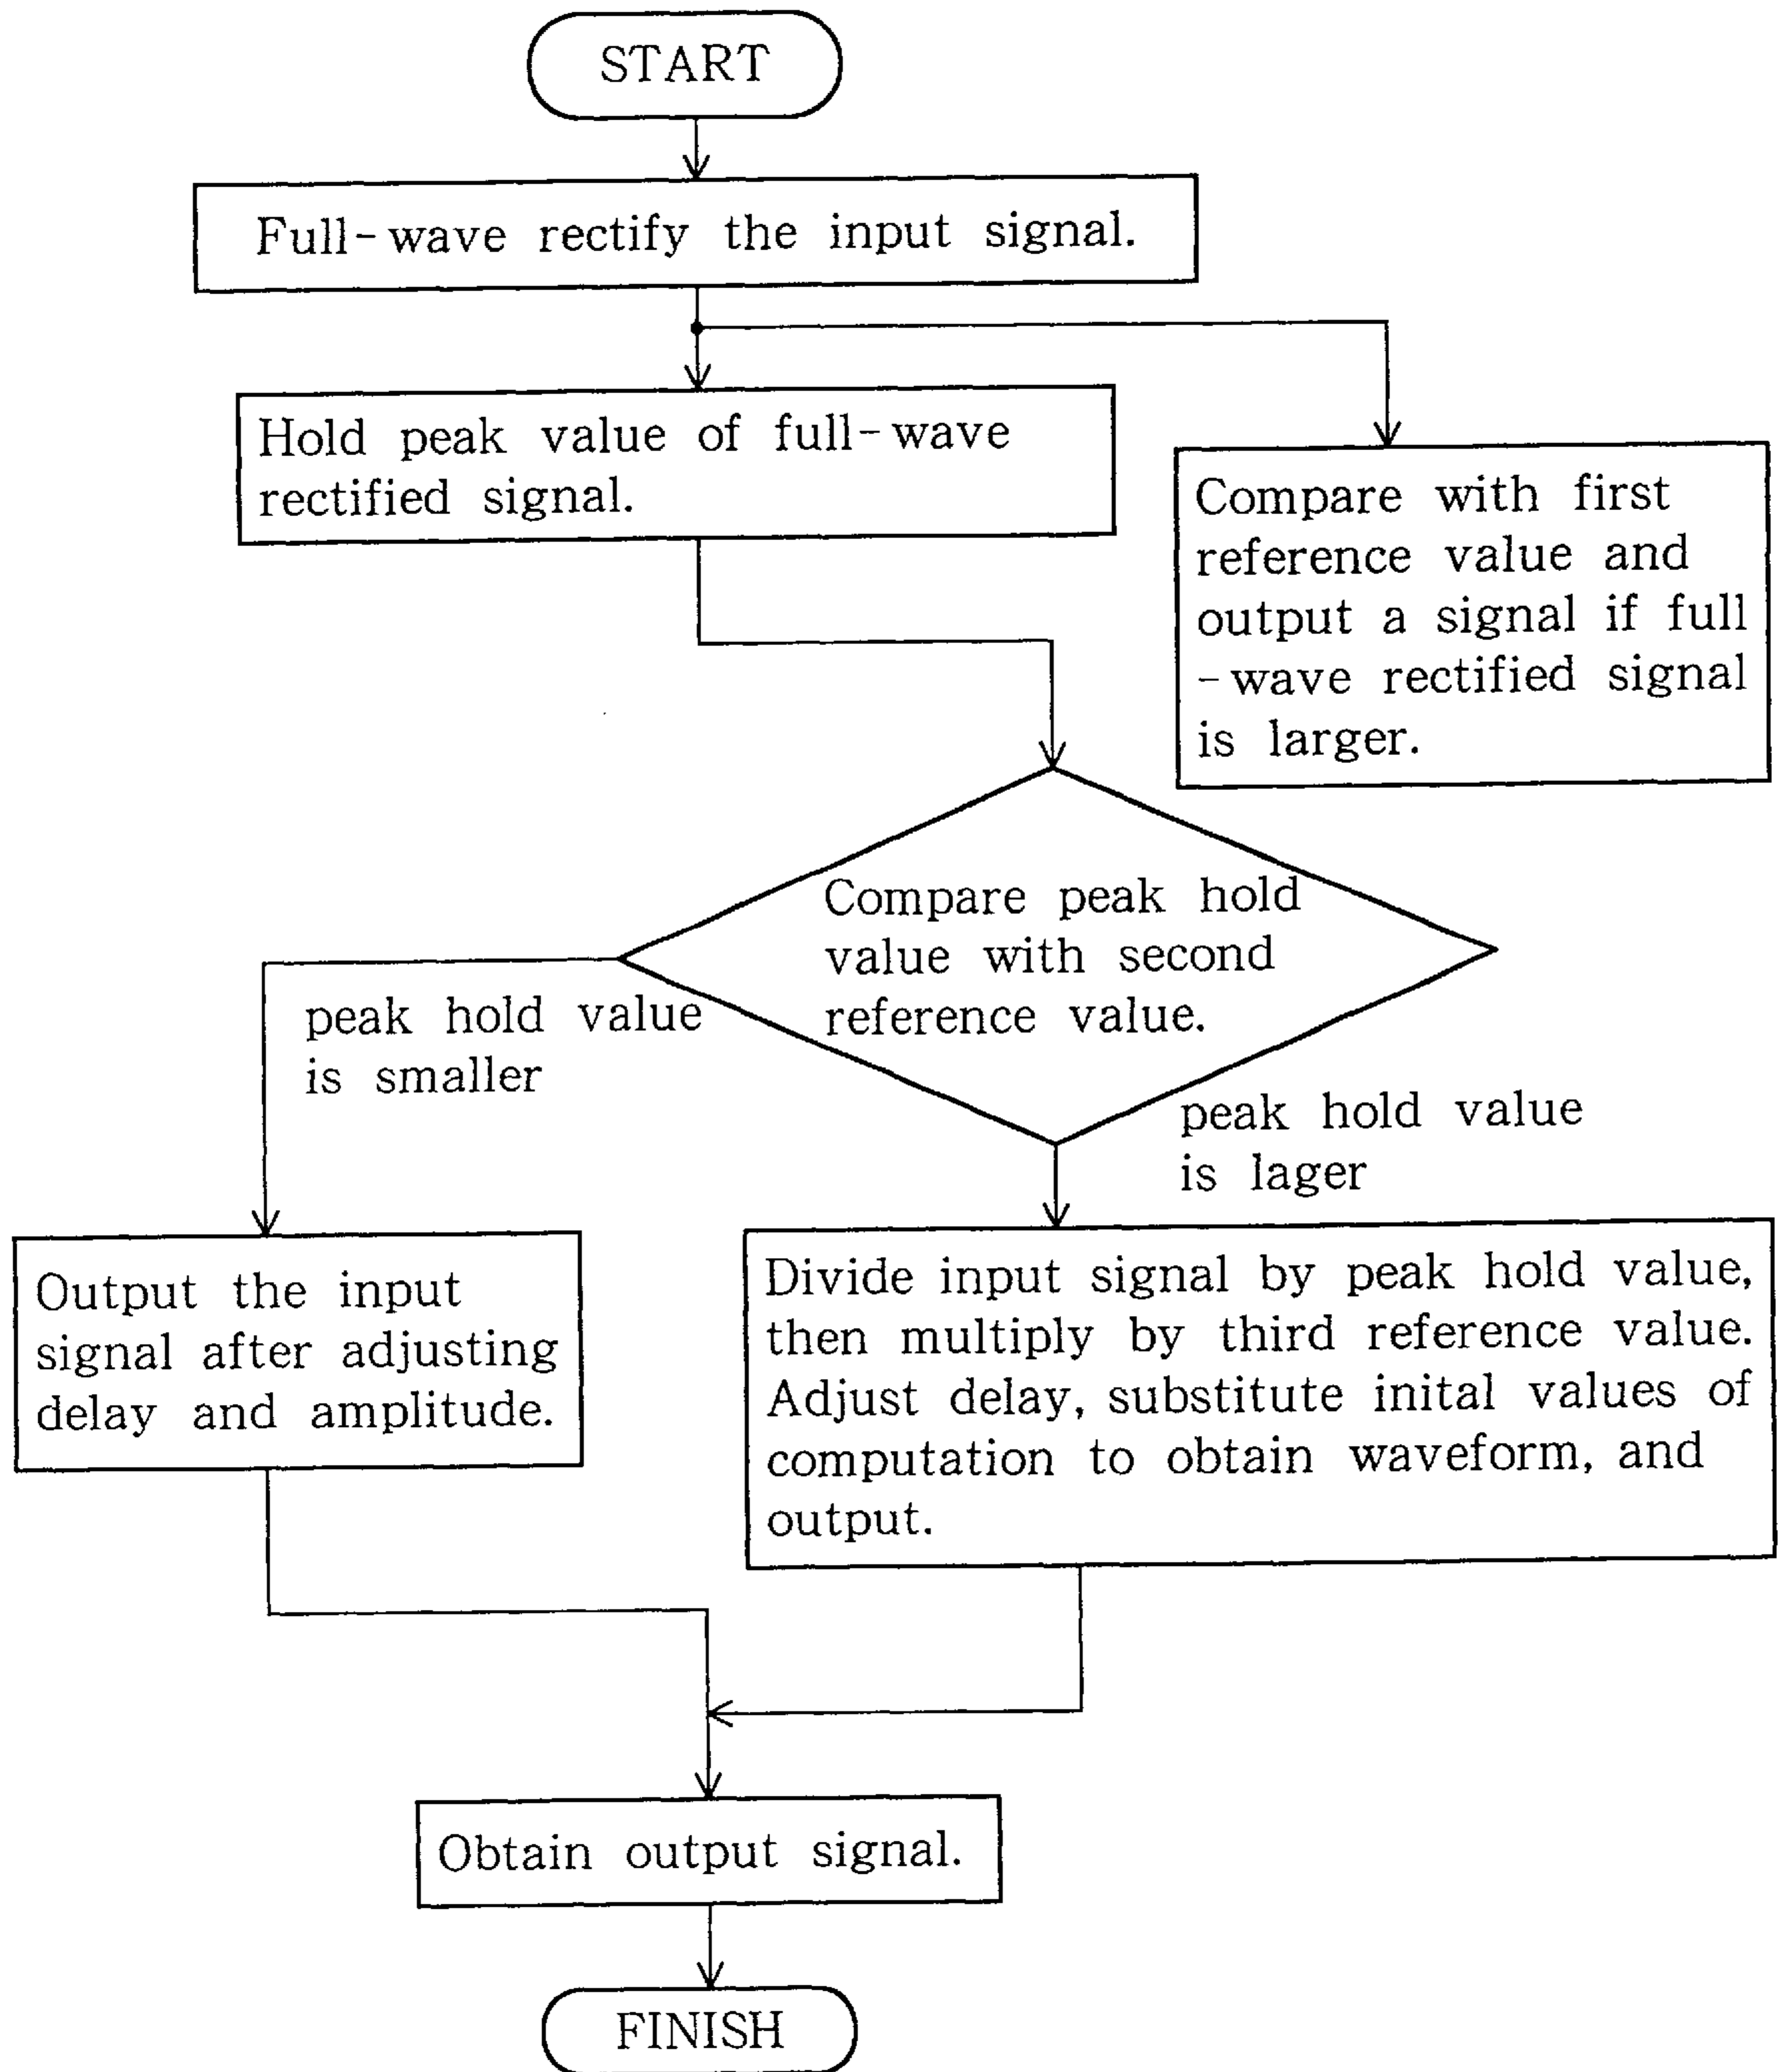 START
Full-wave rectify the input signal.
Hold peak value of full-wave
rectified signal.
Compare with first
reference value and
output a signal if full
-wave rectified signal
is larger.
Compare peak hold
value with second
reference value.
peak hold value
is smaller
peak hold value
is lager
Output the input
signal after adjusting
delay and amplitude.
Divide input signal by peak hold value,
then multiply by third reference value.
Adjust delay, substitute inital values of
computation to obtain waveform, and
output.
Obtain output signal.
FINISH